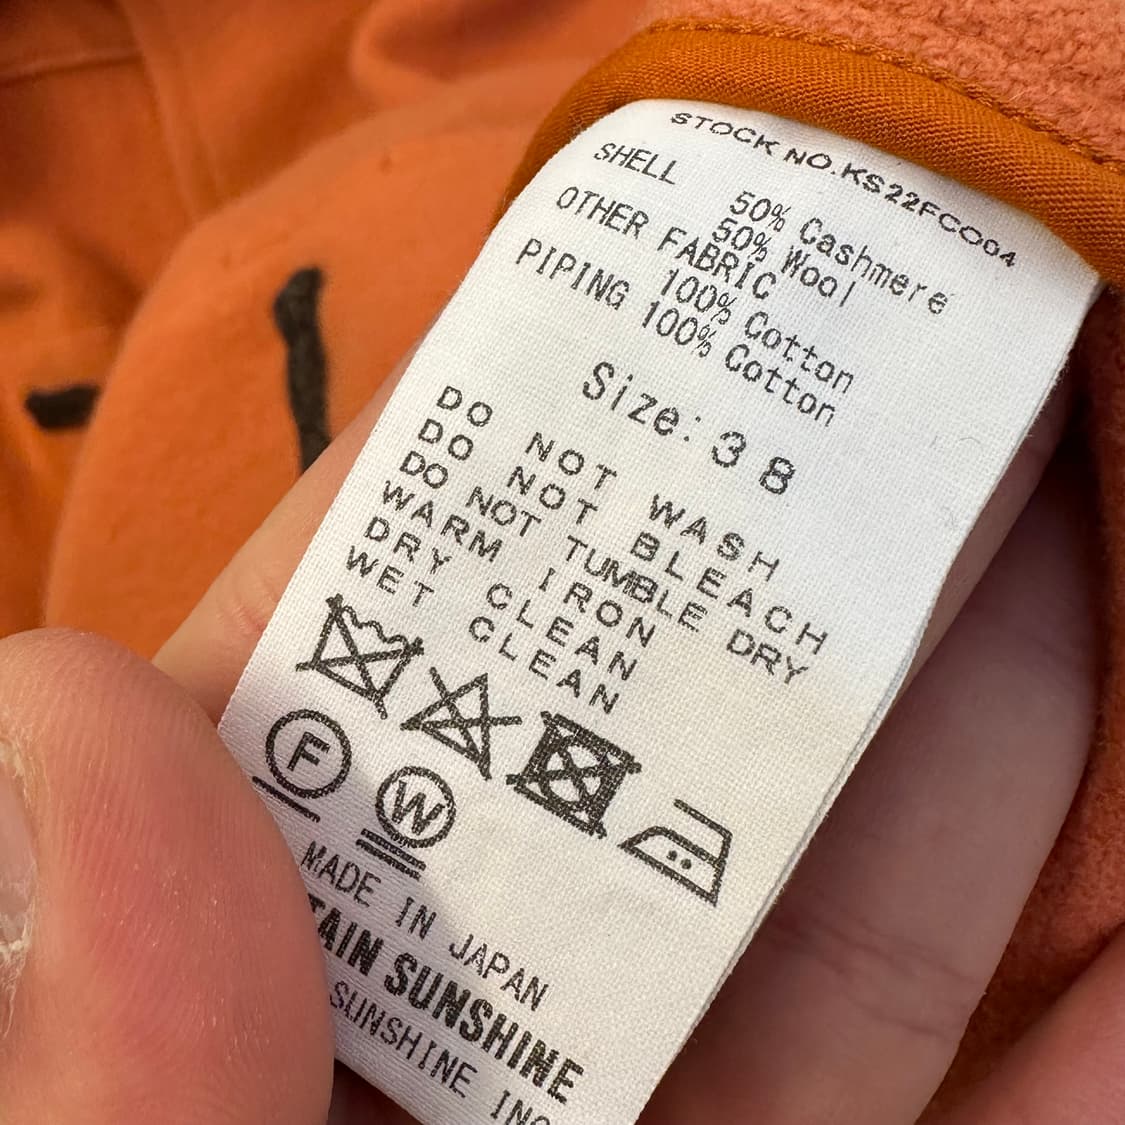 STOCK NO.KS22FCO04
SHELL
50% Cashmere
50% Wool
OTHER FABRIC
100% Cotton
PIPING 100% Cotton
Size:38
DO NOT WASH
DO NOT BLEACH
DO NOT TUMBLE DRY
WARM IRON
DRY CLEAN
WET CLEAN
F
W
MADE IN JAPAN
TAIN SUNSHINE
SUNSHINE INC